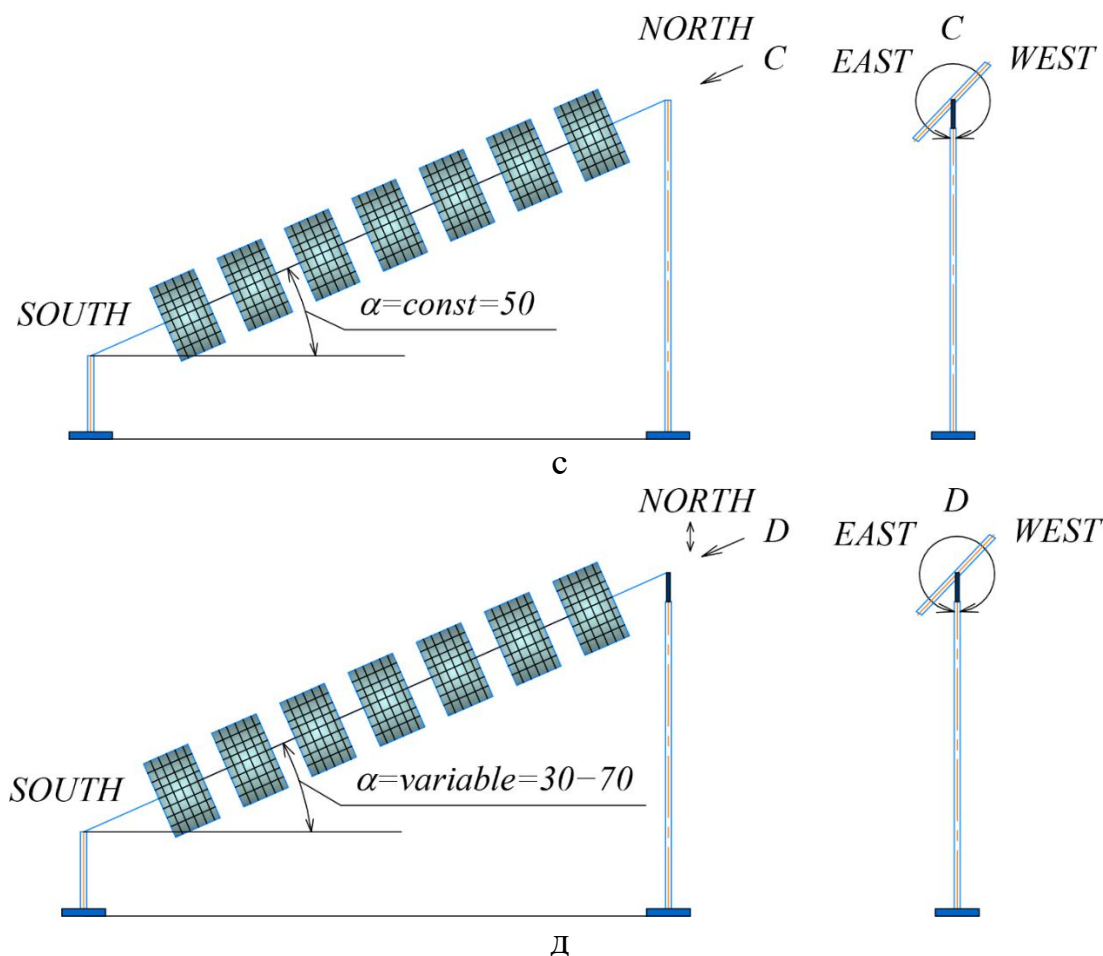 NORTH
C
C
EAST
WEST
SOUTH
α=const=50
с
NORTH
D
D
EAST
WEST
SOUTH
α=variable=30−70
д